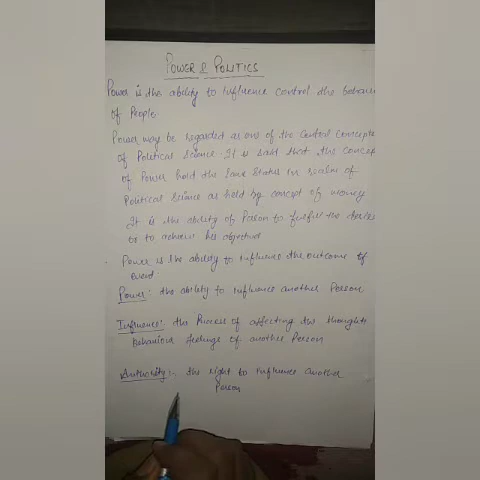 POWER & POLITICS
Power is the ability to influence control the behav
of People
Power may be regarded as one of the central concepts
of Political Science. It is said that the concep
of Power hold the same status in realm of
Political Science as held by concept of money
It is the ability of Person to fulfill the desires
or to achieve his objective
Power is the ability to influence the outcome of
event.
Power:- the ability to influence another Person
Influence:- the Process of affecting the thoughts
behaviour feelings of another Person
Authority:- the right to influence another
Person